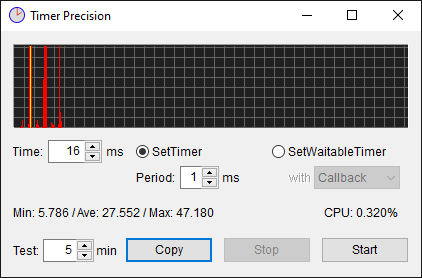 Timer Precision
Time: 16 ms SetTimer SetWaitableTimer
Period: 1 ms with Callback
Min: 5.786 / Ave: 27.552 / Max: 47.180 CPU: 0.320%
Test: 5 min Copy Stop Start